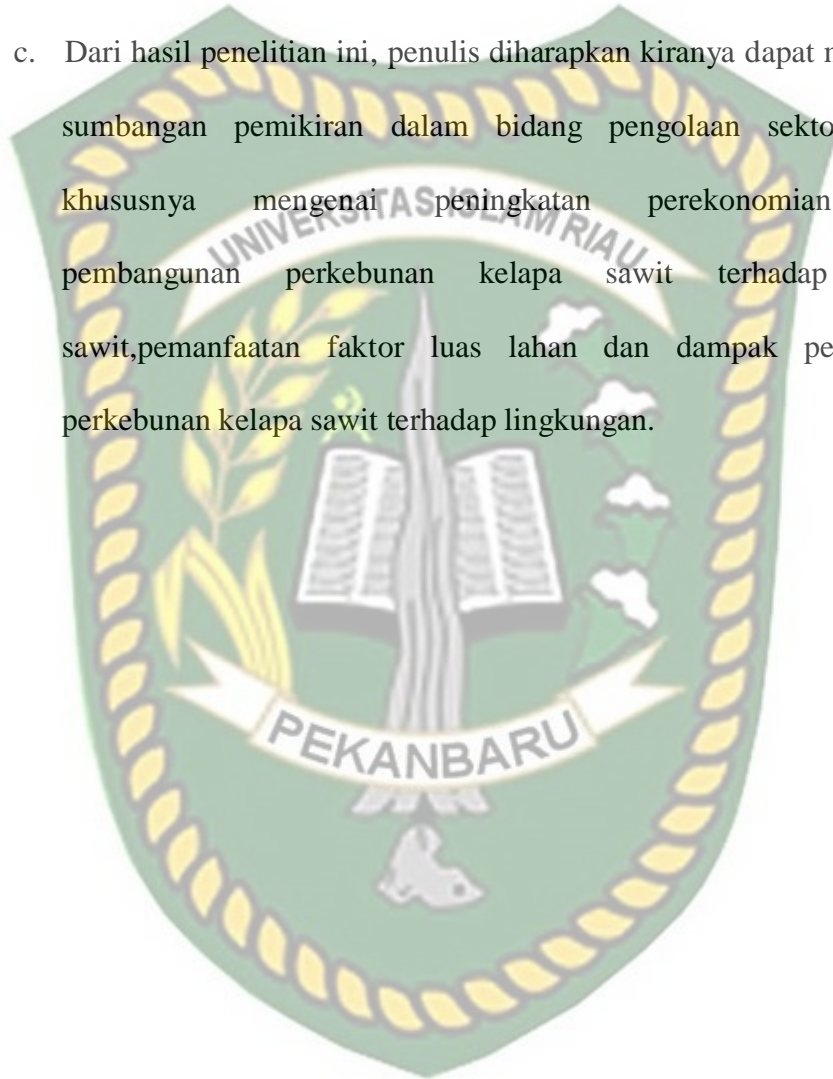 c. Dari hasil penelitian ini, penulis diharapkan kiranya dapat
sumbangan pemikiran dalam bidang pengolaan
khususnya mengenai peningkatan perekonomian
pembangunan perkebunan kelapa sawit terhadap
sawit,pemanfaatan faktor luas lahan dan dampak
perkebunan kelapa sawit terhadap lingkungan.
UNIVERSITAS ISLAM RIAU
PEKANBARU